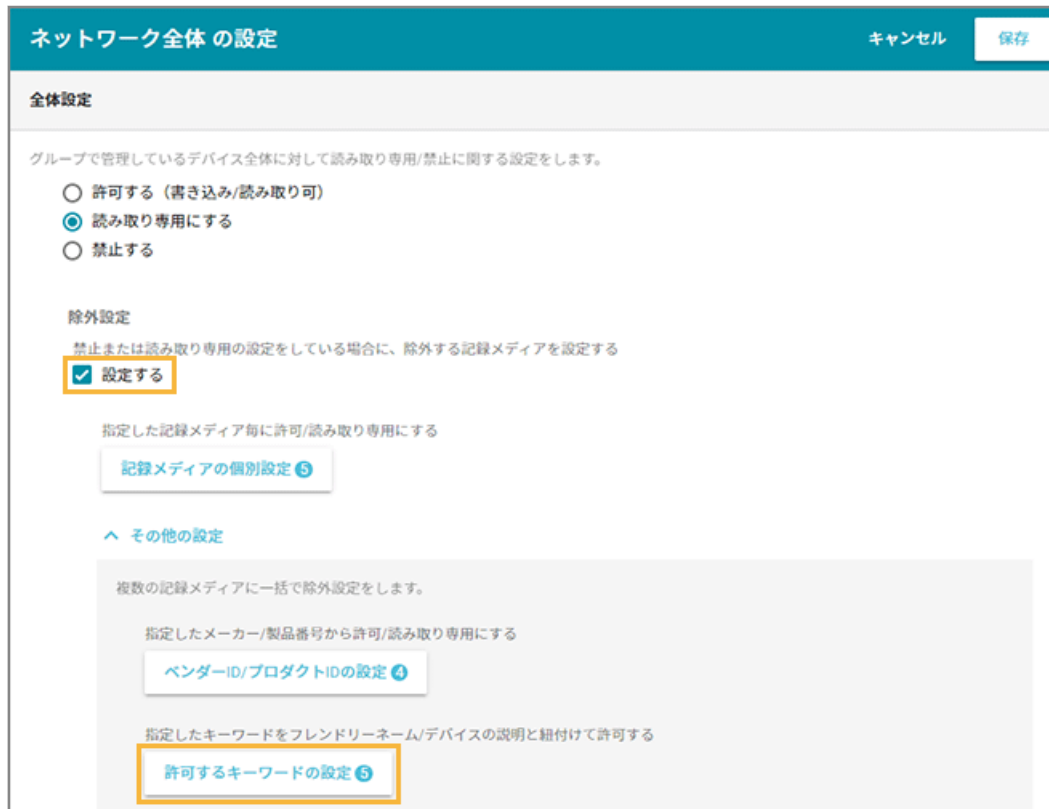 ネットワーク全体 の設定
キャンセル
保存
全体設定
グループで管理しているデバイス全体に対して読み取り専用/禁止に関する設定をします。
許可する（書き込み/読み取り可）
読み取り専用にする
禁止する
除外設定
禁止または読み取り専用の設定をしている場合に、除外する記録メディアを設定する
設定する
指定した記録メディア毎に許可/読み取り専用にする
記録メディアの個別設定 5
その他の設定
複数の記録メディアに一括で除外設定をします。
指定したメーカー/製品番号から許可/読み取り専用にする
ベンダーID/プロダクトIDの設定 4
指定したキーワードをフレンドリーネーム/デバイスの説明と紐付けて許可する
許可するキーワードの設定 5